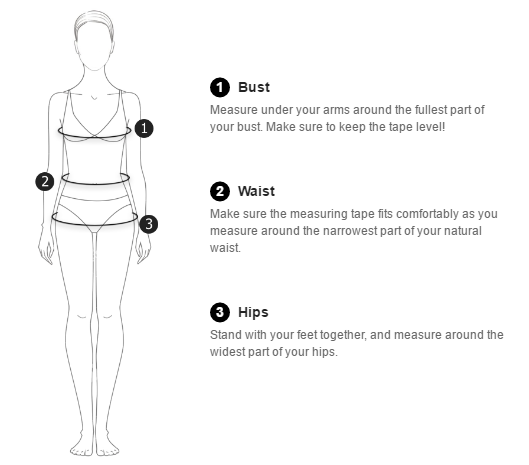 1 Bust
Measure under your arms around the fullest part of
your bust. Make sure to keep the tape level!
1
2
2 Waist
Make sure the measuring tape fits comfortably as you
measure around the narrowest part of your natural
waist.
3
3 Hips
Stand with your feet together, and measure around the
widest part of your hips.